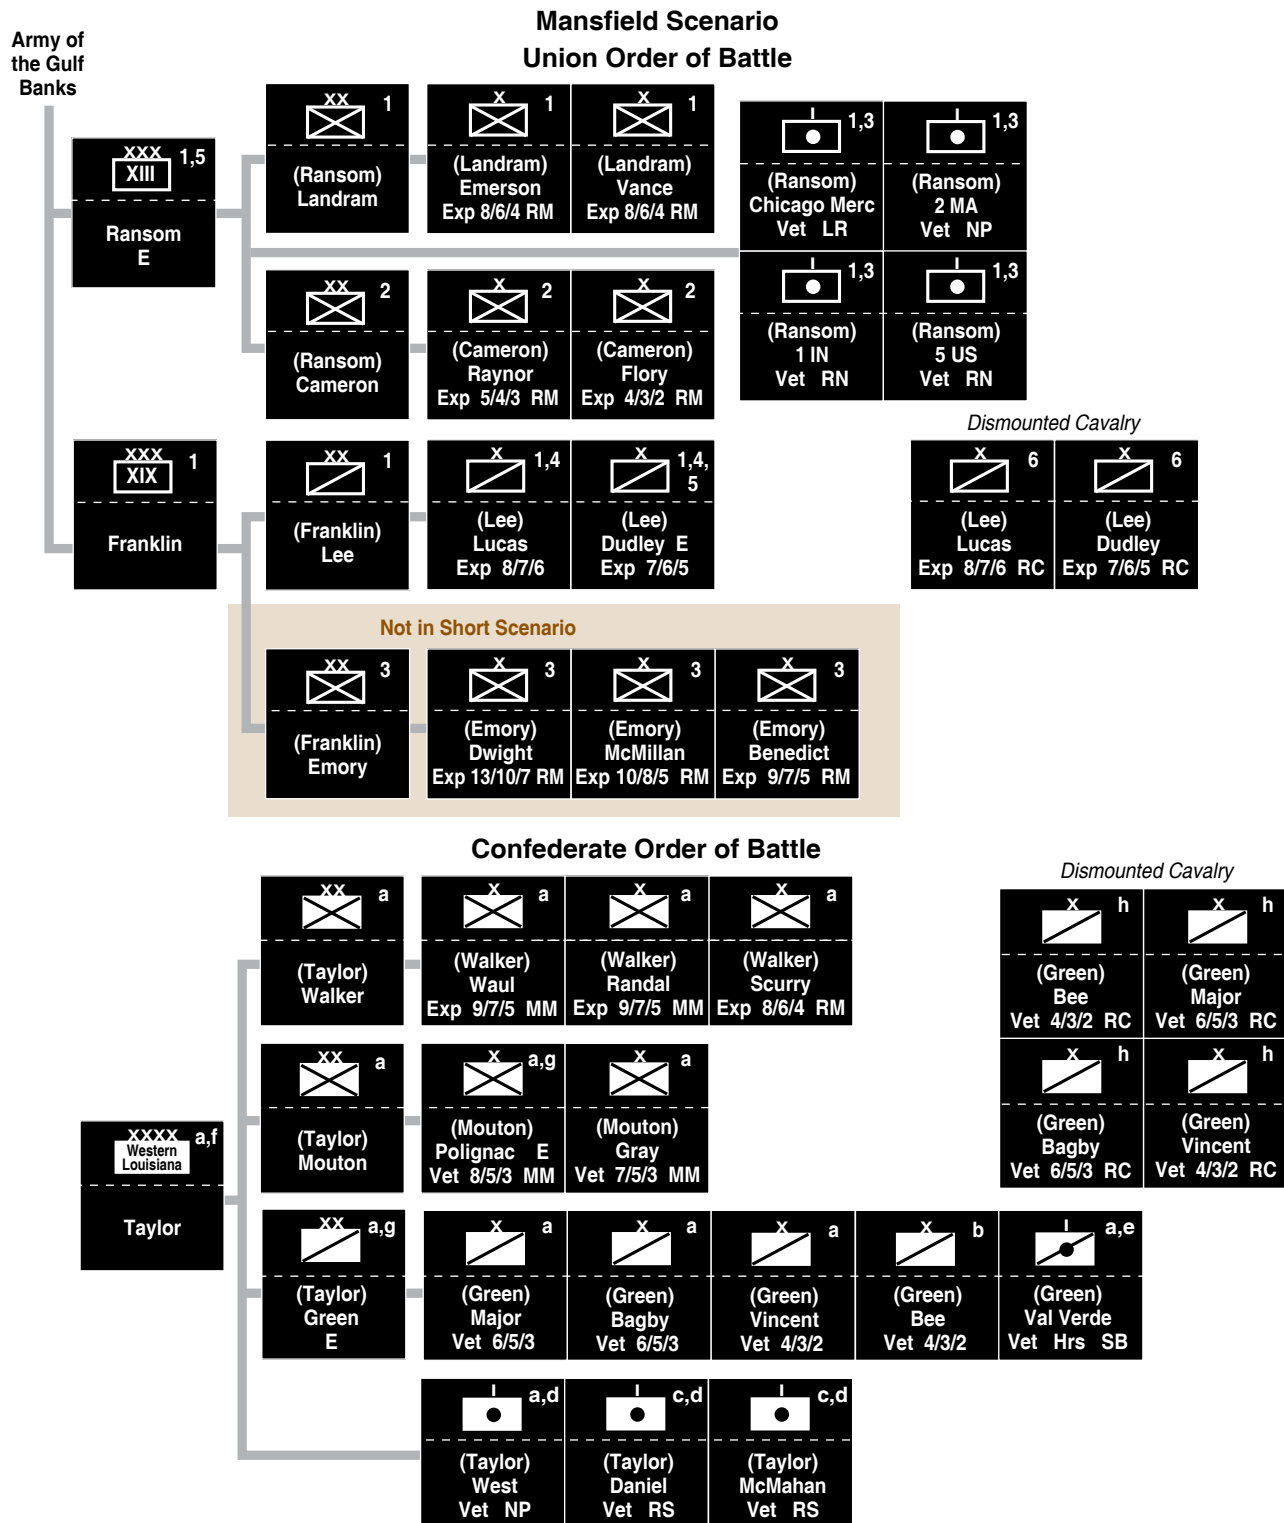 Mansfield Scenario
Union Order of Battle
Army of
the Gulf
Banks
XXX 1,5
XIII
Ransom
E
XX 1
(Ransom)
Landram
X 1
(Landram)
Emerson
Exp 8/6/4 RM
X 1
(Landram)
Vance
Exp 8/6/4 RM
I 1,3
(Ransom)
Chicago Merc
Vet LR
I 1,3
(Ransom)
2 MA
Vet NP
I 1,3
(Ransom)
1 IN
Vet RN
I 1,3
(Ransom)
5 US
Vet RN
XX 2
(Ransom)
Cameron
X 2
(Cameron)
Raynor
Exp 5/4/3 RM
X 2
(Cameron)
Flory
Exp 4/3/2 RM
XXX 1
XIX
Franklin
XX 1
(Franklin)
Lee
X 1,4
(Lee)
Lucas
Exp 8/7/6
X 1,4,
5
(Lee)
Dudley E
Exp 7/6/5
Dismounted Cavalry
X 6
(Lee)
Lucas
Exp 8/7/6 RC
X 6
(Lee)
Dudley
Exp 7/6/5 RC
Not in Short Scenario
XX 3
(Franklin)
Emory
X 3
(Emory)
Dwight
Exp 13/10/7 RM
X 3
(Emory)
McMillan
Exp 10/8/5 RM
X 3
(Emory)
Benedict
Exp 9/7/5 RM
Confederate Order of Battle
XXXX a,f
Western
Louisiana
Taylor
XX a
(Taylor)
Walker
X a
(Walker)
Waul
Exp 9/7/5 MM
X a
(Walker)
Randal
Exp 9/7/5 MM
X a
(Walker)
Scurry
Exp 8/6/4 RM
Dismounted Cavalry
X h
(Green)
Bee
Vet 4/3/2 RC
X h
(Green)
Major
Vet 6/5/3 RC
X h
(Green)
Bagby
Vet 6/5/3 RC
X h
(Green)
Vincent
Vet 4/3/2 RC
XX a
(Taylor)
Mouton
X a,g
(Mouton)
Polignac E
Vet 8/5/3 MM
X a
(Mouton)
Gray
Vet 7/5/3 MM
XX a,g
(Taylor)
Green
E
X a
(Green)
Major
Vet 6/5/3
X a
(Green)
Bagby
Vet 6/5/3
X a
(Green)
Vincent
Vet 4/3/2
X b
(Green)
Bee
Vet 4/3/2
I a,e
(Green)
Val Verde
Vet Hrs SB
I a,d
(Taylor)
West
Vet NP
I c,d
(Taylor)
Daniel
Vet RS
I c,d
(Taylor)
McMahan
Vet RS